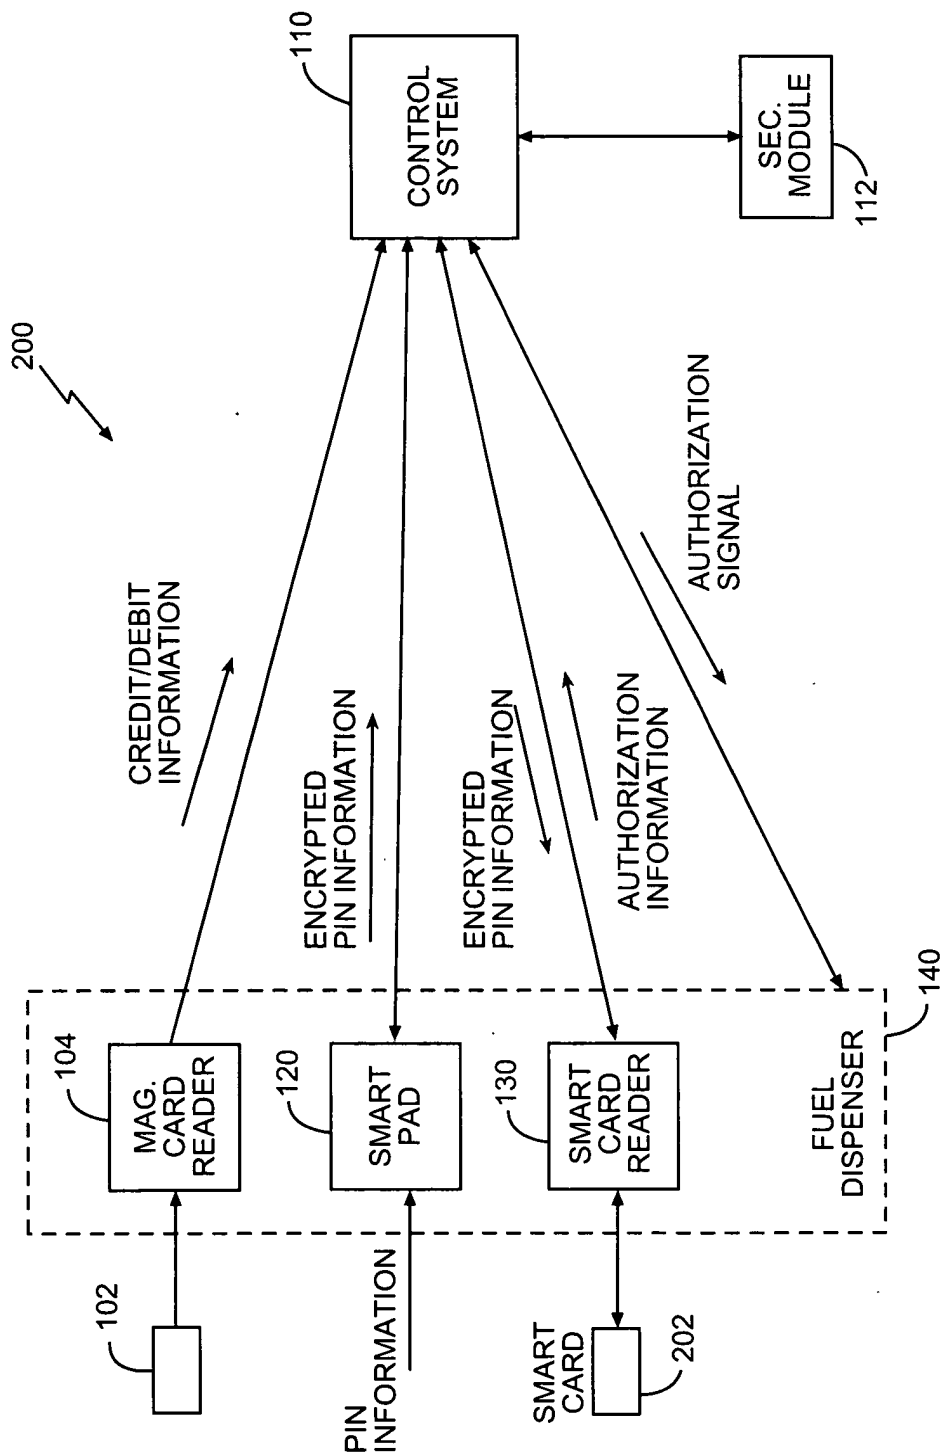 200
110
CONTROL
SYSTEM
SEC.
MODULE
112
CREDIT/DEBIT
INFORMATION
ENCRYPTED
PIN INFORMATION
ENCRYPTED
PIN INFORMATION
AUTHORIZATION
INFORMATION
AUTHORIZATION
SIGNAL
104
MAG.
CARD
READER
120
SMART
PAD
130
SMART
CARD
READER
FUEL
DISPENSER
140
102
PIN
INFORMATION
SMART
CARD
202